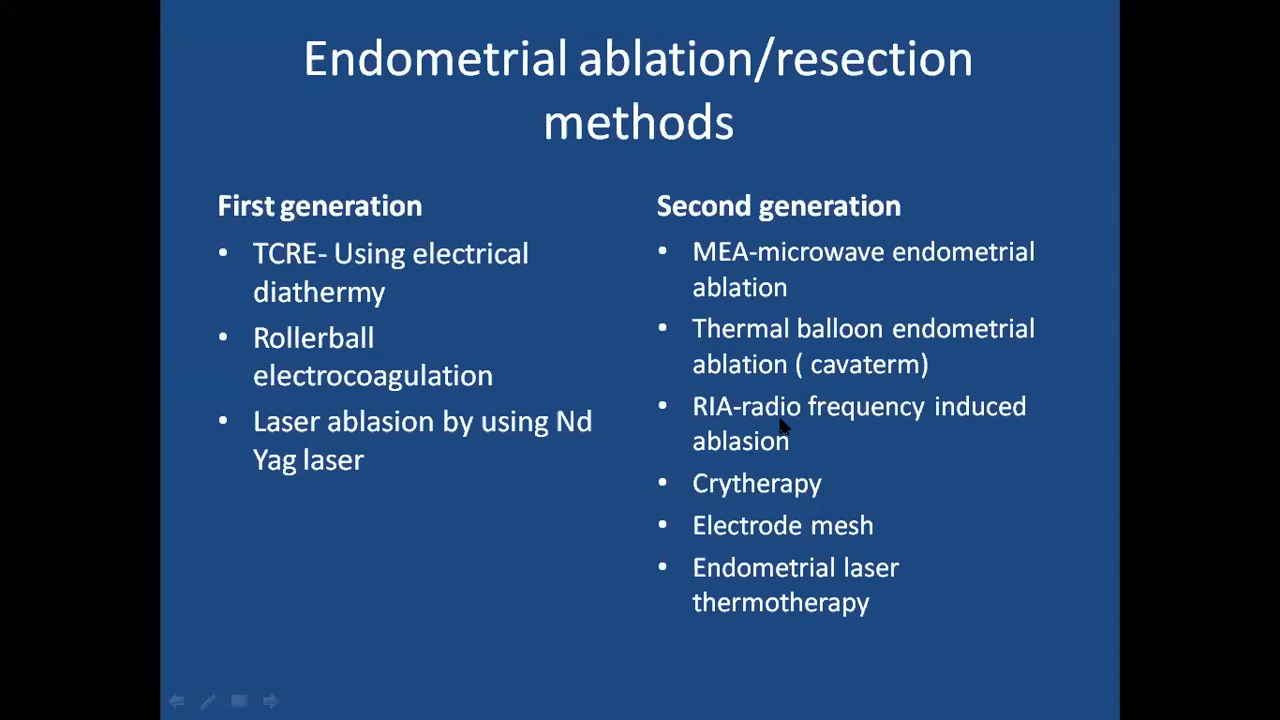 Endometrial ablation/resection
methods
First generation
• TCRE- Using electrical
diathermy
• Rollerball
electrocoagulation
• Laser ablasion by using Nd
Yag laser
Second generation
• MEA-microwave endometrial
ablation
• Thermal balloon endometrial
ablation ( cavaterm)
• RIA-radio frequency induced
ablasion
• Crytherapy
• Electrode mesh
• Endometrial laser
thermotherapy